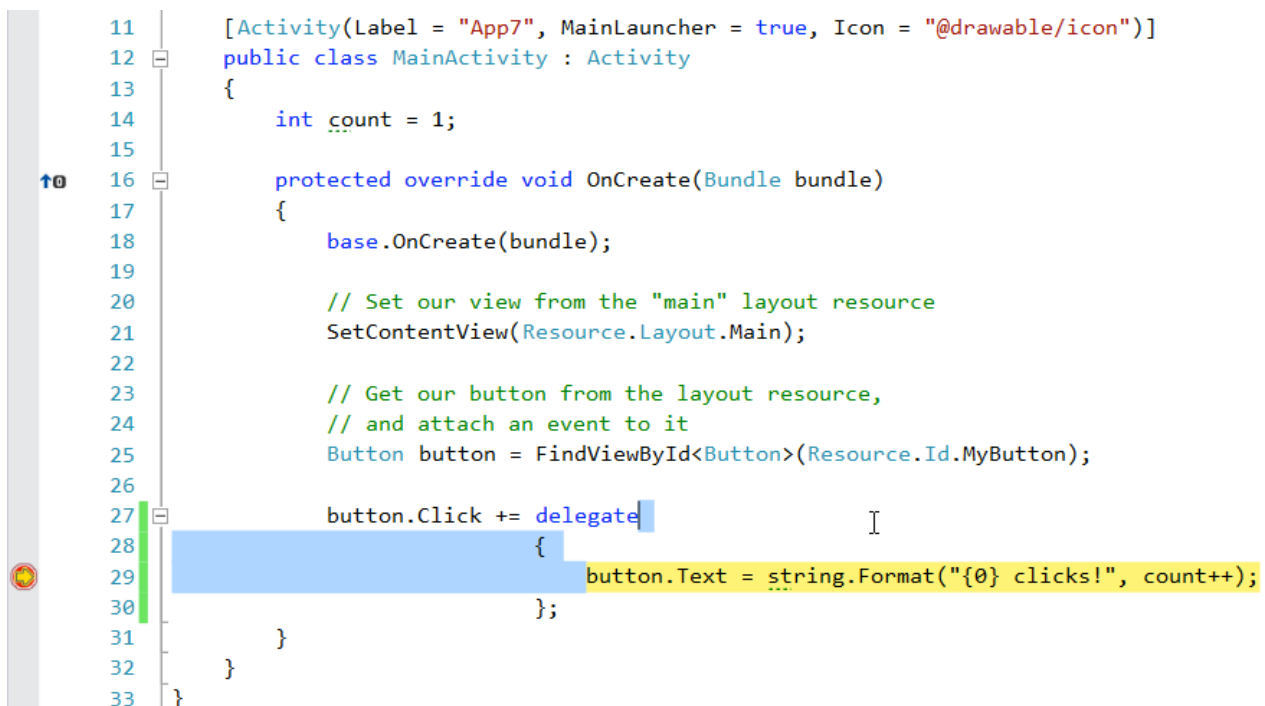 11 [Activity(Label = "App7", MainLauncher = true, Icon = "@drawable/icon")]
12 public class MainActivity : Activity
13 {
14 int count = 1;
15
16 protected override void OnCreate(Bundle bundle)
17 {
18 base.OnCreate(bundle);
19
20 // Set our view from the "main" layout resource
21 SetContentView(Resource.Layout.Main);
22
23 // Get our button from the layout resource,
24 // and attach an event to it
25 Button button = FindViewById<Button>(Resource.Id.MyButton);
26
27 button.Click += delegate
28 {
29 button.Text = string.Format("{0} clicks!", count++);
30 };
31 }
32 }
33 }